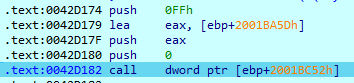 .text:0042D174 push 0FFh
.text:0042D179 lea eax, [ebp+2001BA5Dh]
.text:0042D17F push eax
.text:0042D180 push 0
.text:0042D182 call dword ptr [ebp+2001BC52h]